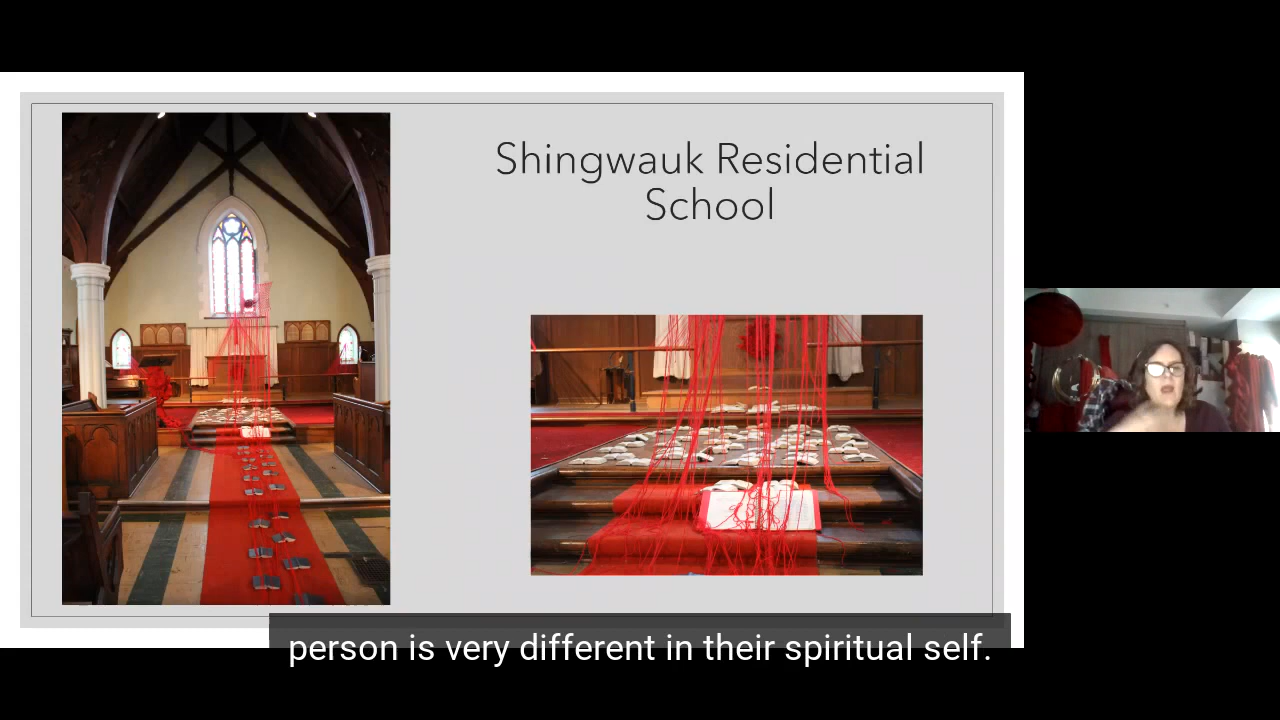 Shingwauk Residential
School
person is very different in their spiritual self.